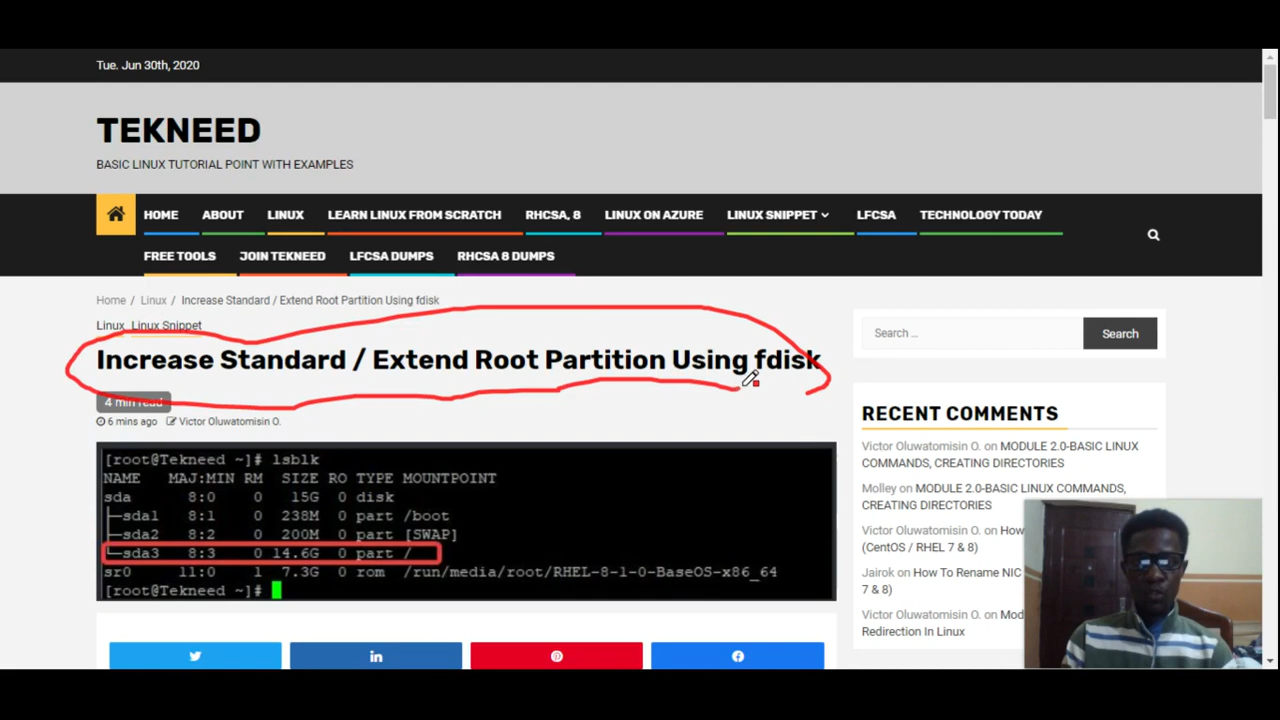 Tue. Jun 30th, 2020
TEKNEED
BASIC LINUX TUTORIAL POINT WITH EXAMPLES
HOME ABOUT LINUX LEARN LINUX FROM SCRATCH RHCSA, 8 LINUX ON AZURE LINUX SNIPPET LFCSA TECHNOLOGY TODAY
FREE TOOLS JOIN TEKNEED LFCSA DUMPS RHCSA 8 DUMPS
Home / Linux / Increase Standard / Extend Root Partition Using fdisk
Linux Linux Snippet
Increase Standard / Extend Root Partition Using fdisk
4 min read
6 mins ago Victor Oluwatomisin O.
[root@Tekneed ~]# lsblk
NAME MAJ:MIN RM SIZE RO TYPE MOUNTPOINT
sda 8:0 0 15G 0 disk
├─sda1 8:1 0 238M 0 part /boot
├─sda2 8:2 0 200M 0 part [SWAP]
└─sda3 8:3 0 14.6G 0 part /
sr0 11:0 1 7.3G 0 rom /run/media/root/RHEL-8-1-0-BaseOS-x86_64
[root@Tekneed ~]#
Search ...
Search
RECENT COMMENTS
Victor Oluwatomisin O. on MODULE 2.0-BASIC LINUX
COMMANDS, CREATING DIRECTORIES
Molley on MODULE 2.0-BASIC LINUX COMMANDS,
CREATING DIRECTORIES
Victor Oluwatomisin O. on How
(CentOS / RHEL 7 & 8)
Jairok on How To Rename NIC
7 & 8)
Victor Oluwatomisin O. on Mod
Redirection In Linux